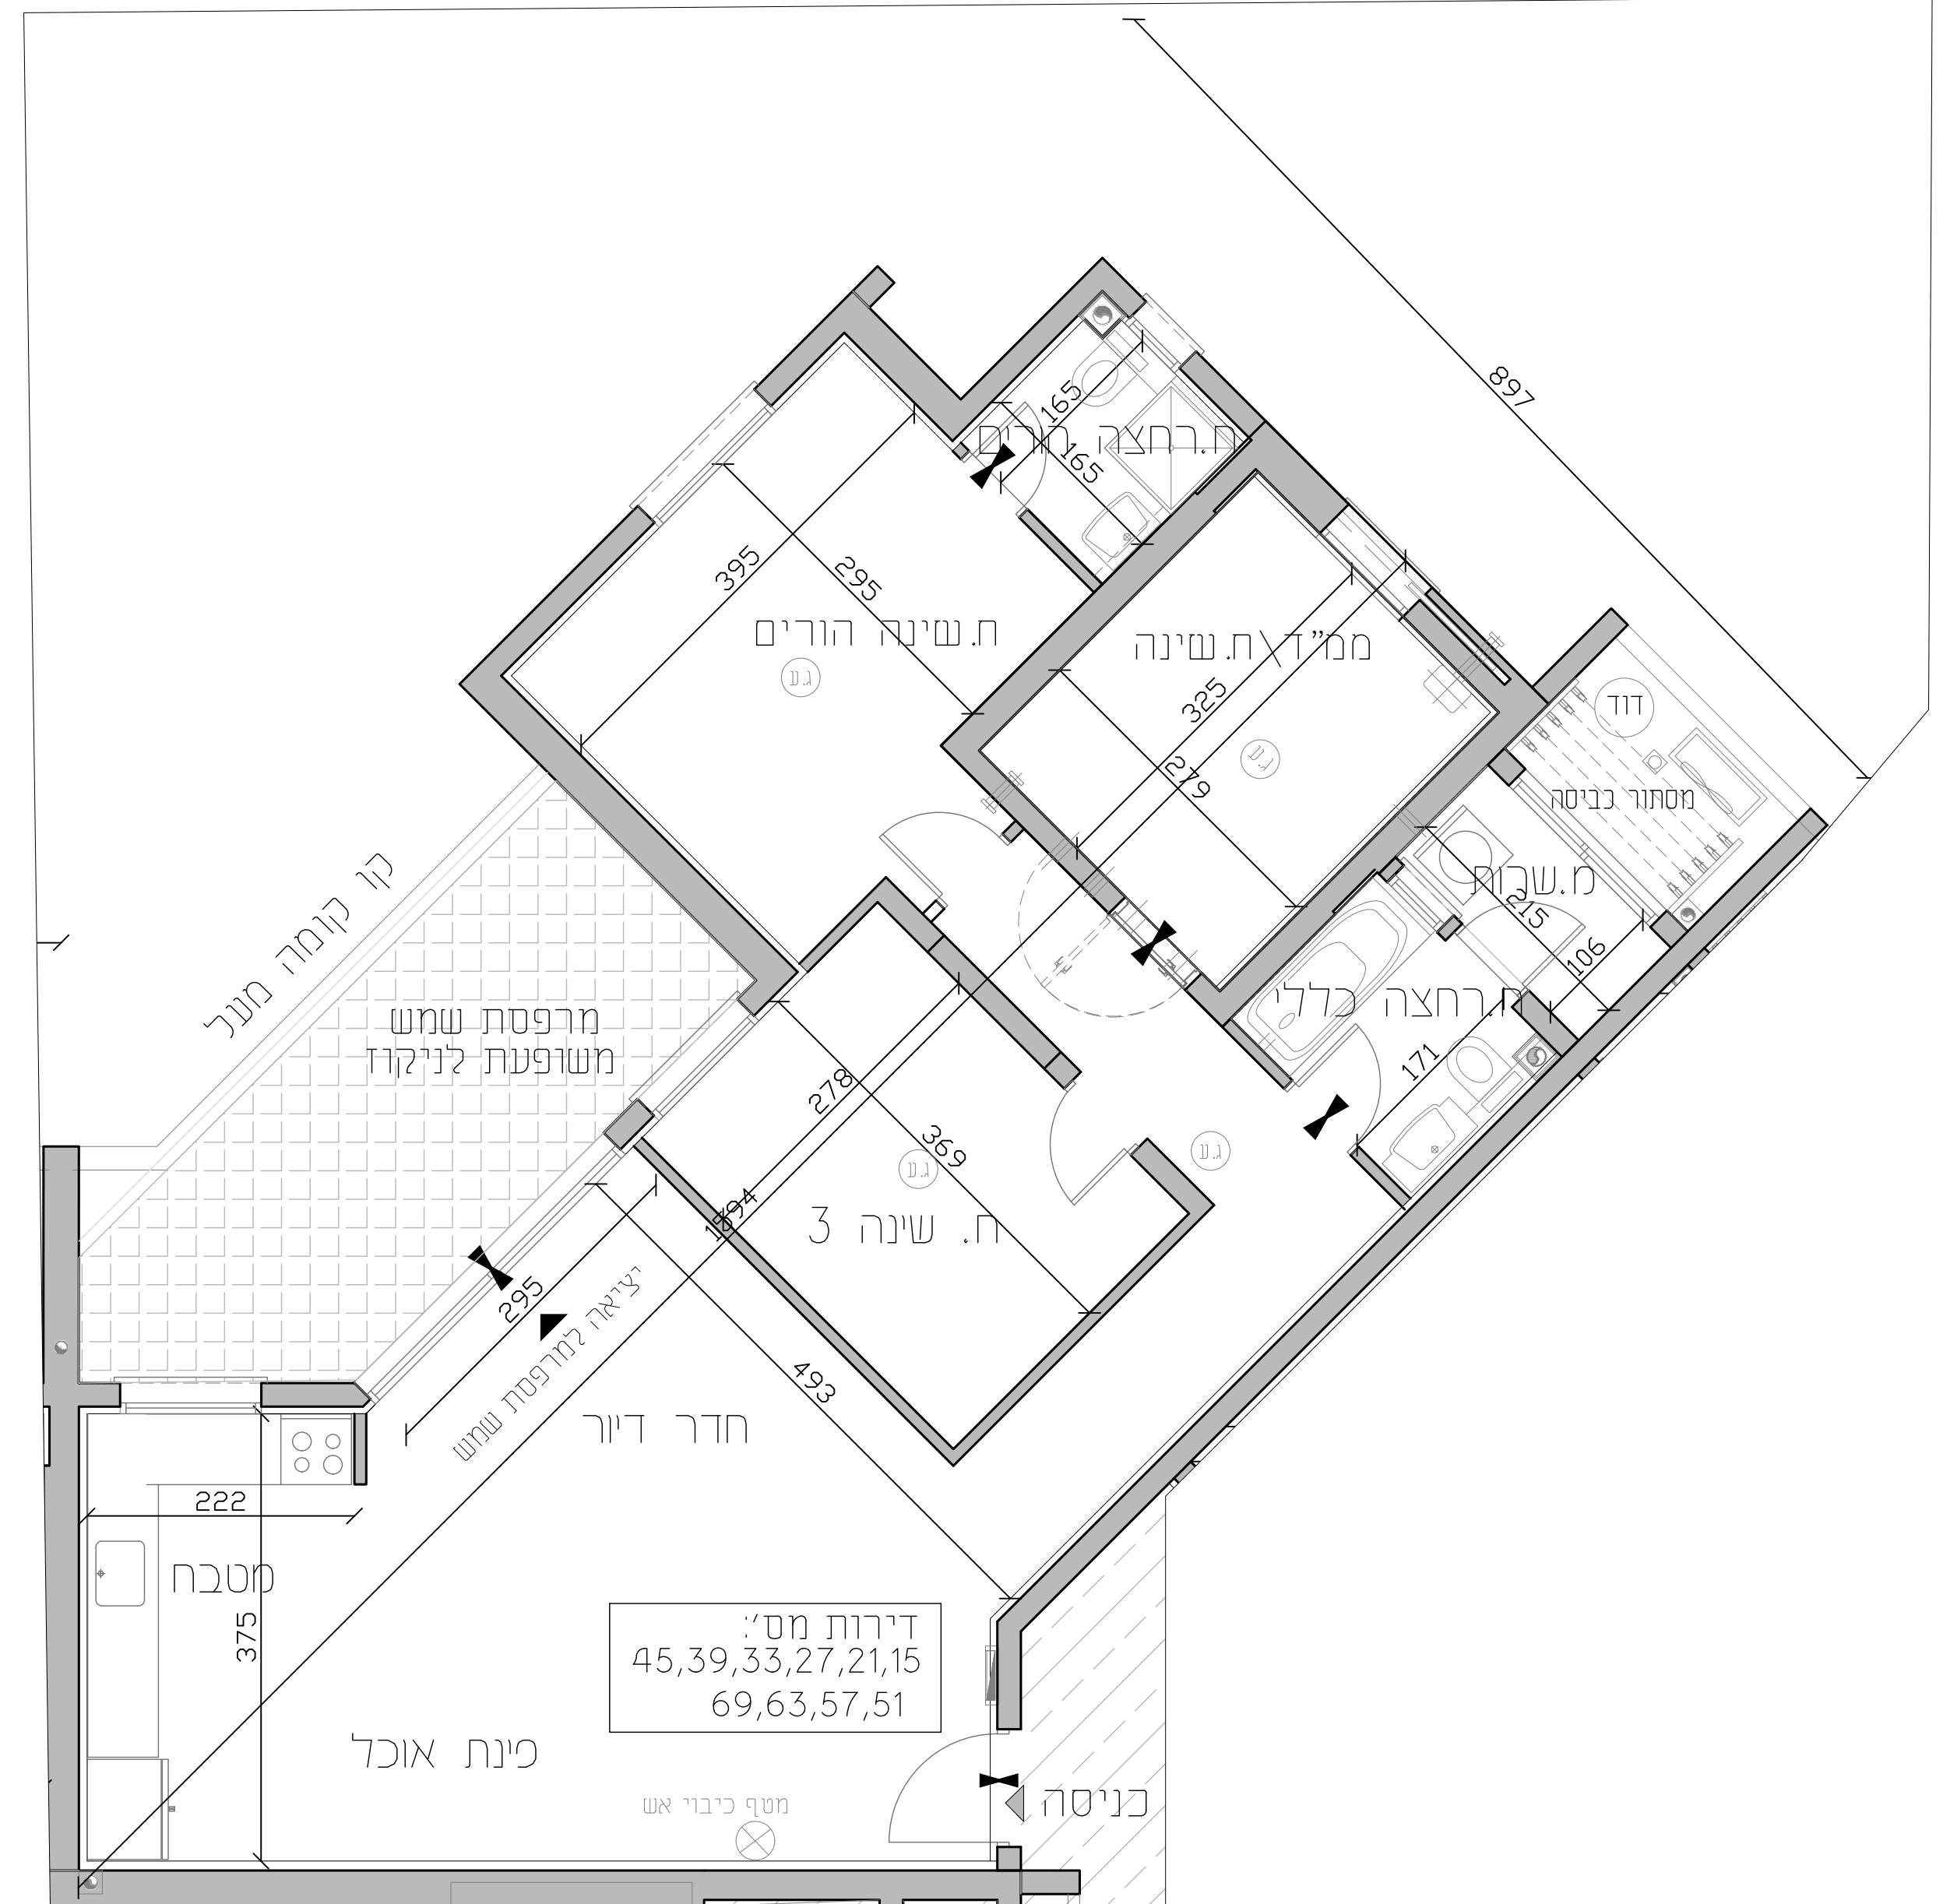 897
ח.רחצה הורים
165
165
395
295
ח.שינה הורים
ג.ע
ממ"ד\ח.שינה
325
279
ג.ע
דוד
מסתור כביסה
מ.שרות
215
106
ח.רחצה כללי
171
קו קומה מעל
מרפסת שמש
משופעת לניקוז
278
369
ג.ע
ג.ע
ח. שינה 3
1394
295
יציאה למרפסת שמש
493
חדר דיור
222
מטבח
375
דירות מס':
45,39,33,27,21,15
69,63,57,51
פינת אוכל
מטף כיבוי אש
כניסה